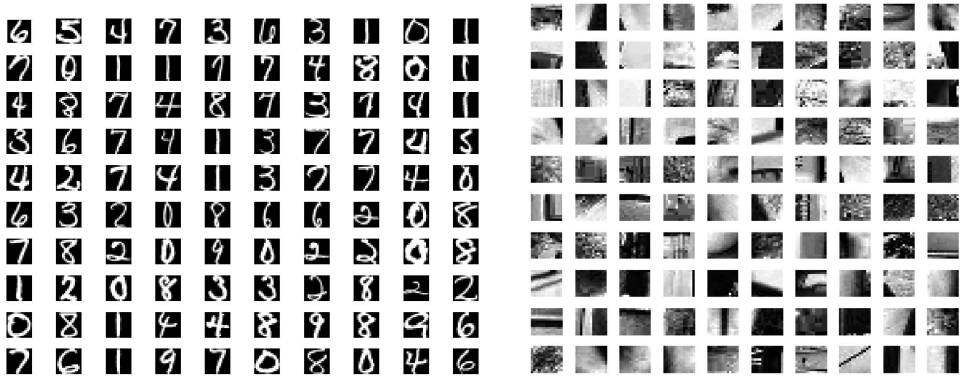 6 5 4 7 3 6 3 1 0 1
7 0 1 1 7 7 4 8 0 1
4 8 7 4 8 7 3 7 4 1
3 6 7 4 1 3 7 7 4 5
4 2 7 4 1 3 7 7 4 0
6 3 2 0 8 6 6 2 0 8
7 8 2 0 9 0 2 2 0 8
1 2 0 8 3 3 2 8 2 2
0 8 1 4 4 8 9 8 9 6
7 6 1 9 7 0 8 0 4 6